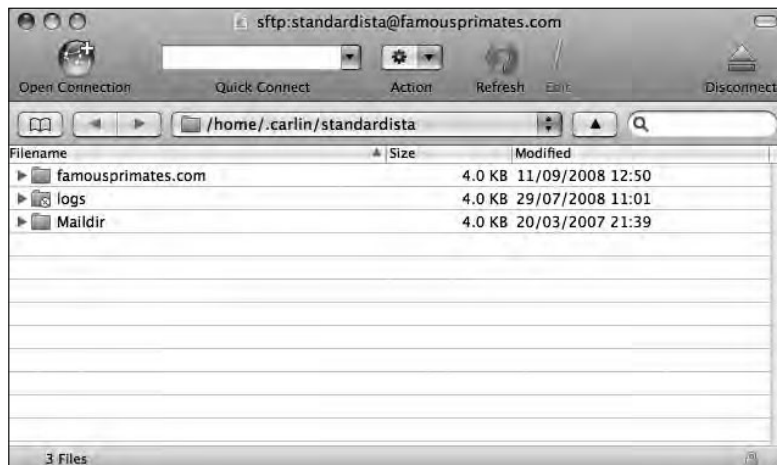 sftp:standardista@famousprimates.com
Open Connection Quick Connect Action Refresh Edit Disconnect
/home/.carlin/standardista
Filename Size Modified
famousprimates.com 4.0 KB 11/09/2008 12:50
logs 4.0 KB 29/07/2008 11:01
Maildir 4.0 KB 20/03/2007 21:39
3 Files